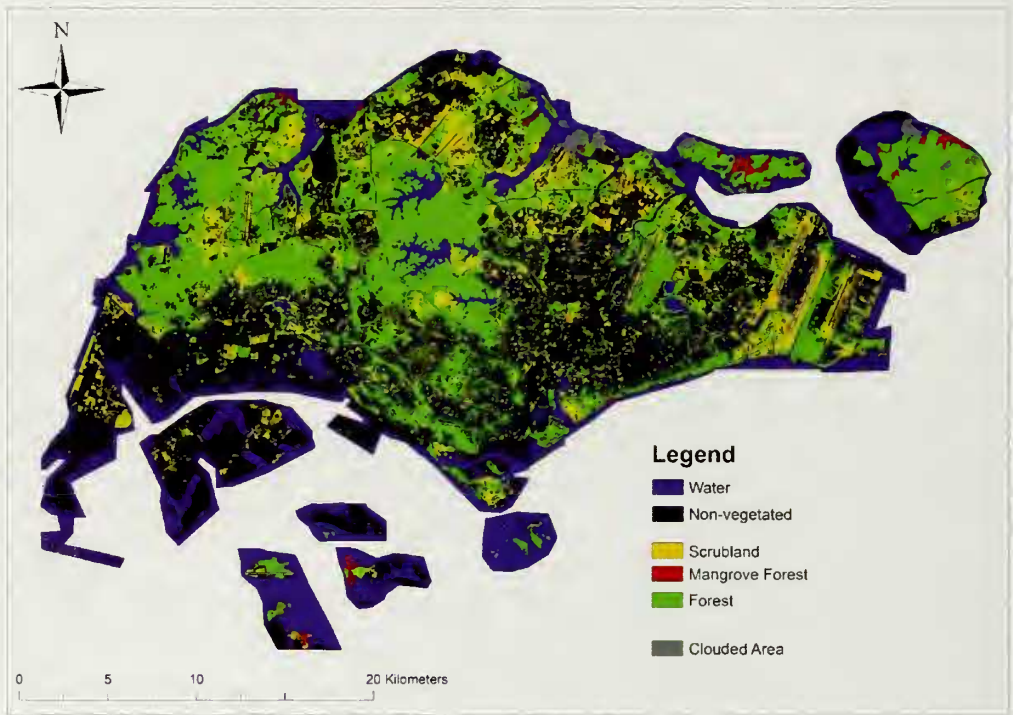 N
Legend
Water
Non-vegetated
Scrubland
Mangrove Forest
Forest
Clouded Area
0 5 10 20 Kilometers